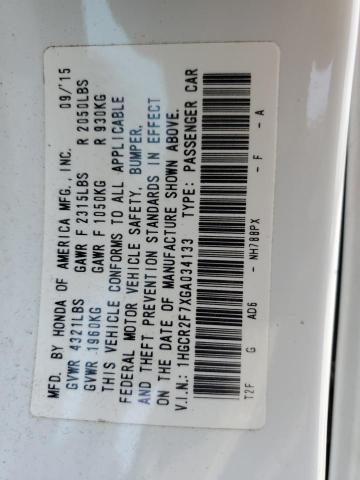 MFD. BY HONDA OF AMERICA MFG., INC. 09/15
GVWR 4321LBS GAWR F 2315LBS R 2050LBS
GVWR 1960KG GAWR F 1050KG R 930KG
THIS VEHICLE CONFORMS TO ALL APPLICABLE
FEDERAL MOTOR VEHICLE SAFETY, BUMPER,
AND THEFT PREVENTION STANDARDS IN EFFECT
ON THE DATE OF MANUFACTURE SHOWN ABOVE.
V.I.N.: 1HGCR2F7XGA034133 TYPE: PASSENGER CAR
T2F G AD6 - NH788PX - F - A